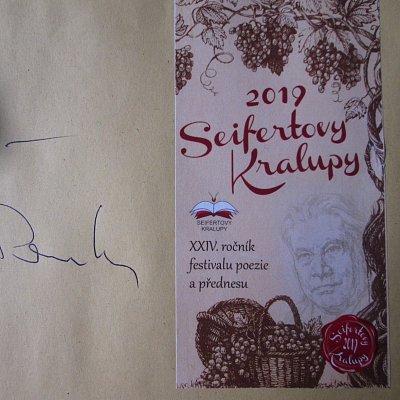 2019
Seifertovy
Kralupy
SEIFERTOVY
KRALUPY
XXIV. ročník
festivalu poezie
a přednesu
Seifertovy
2019
Kralupy